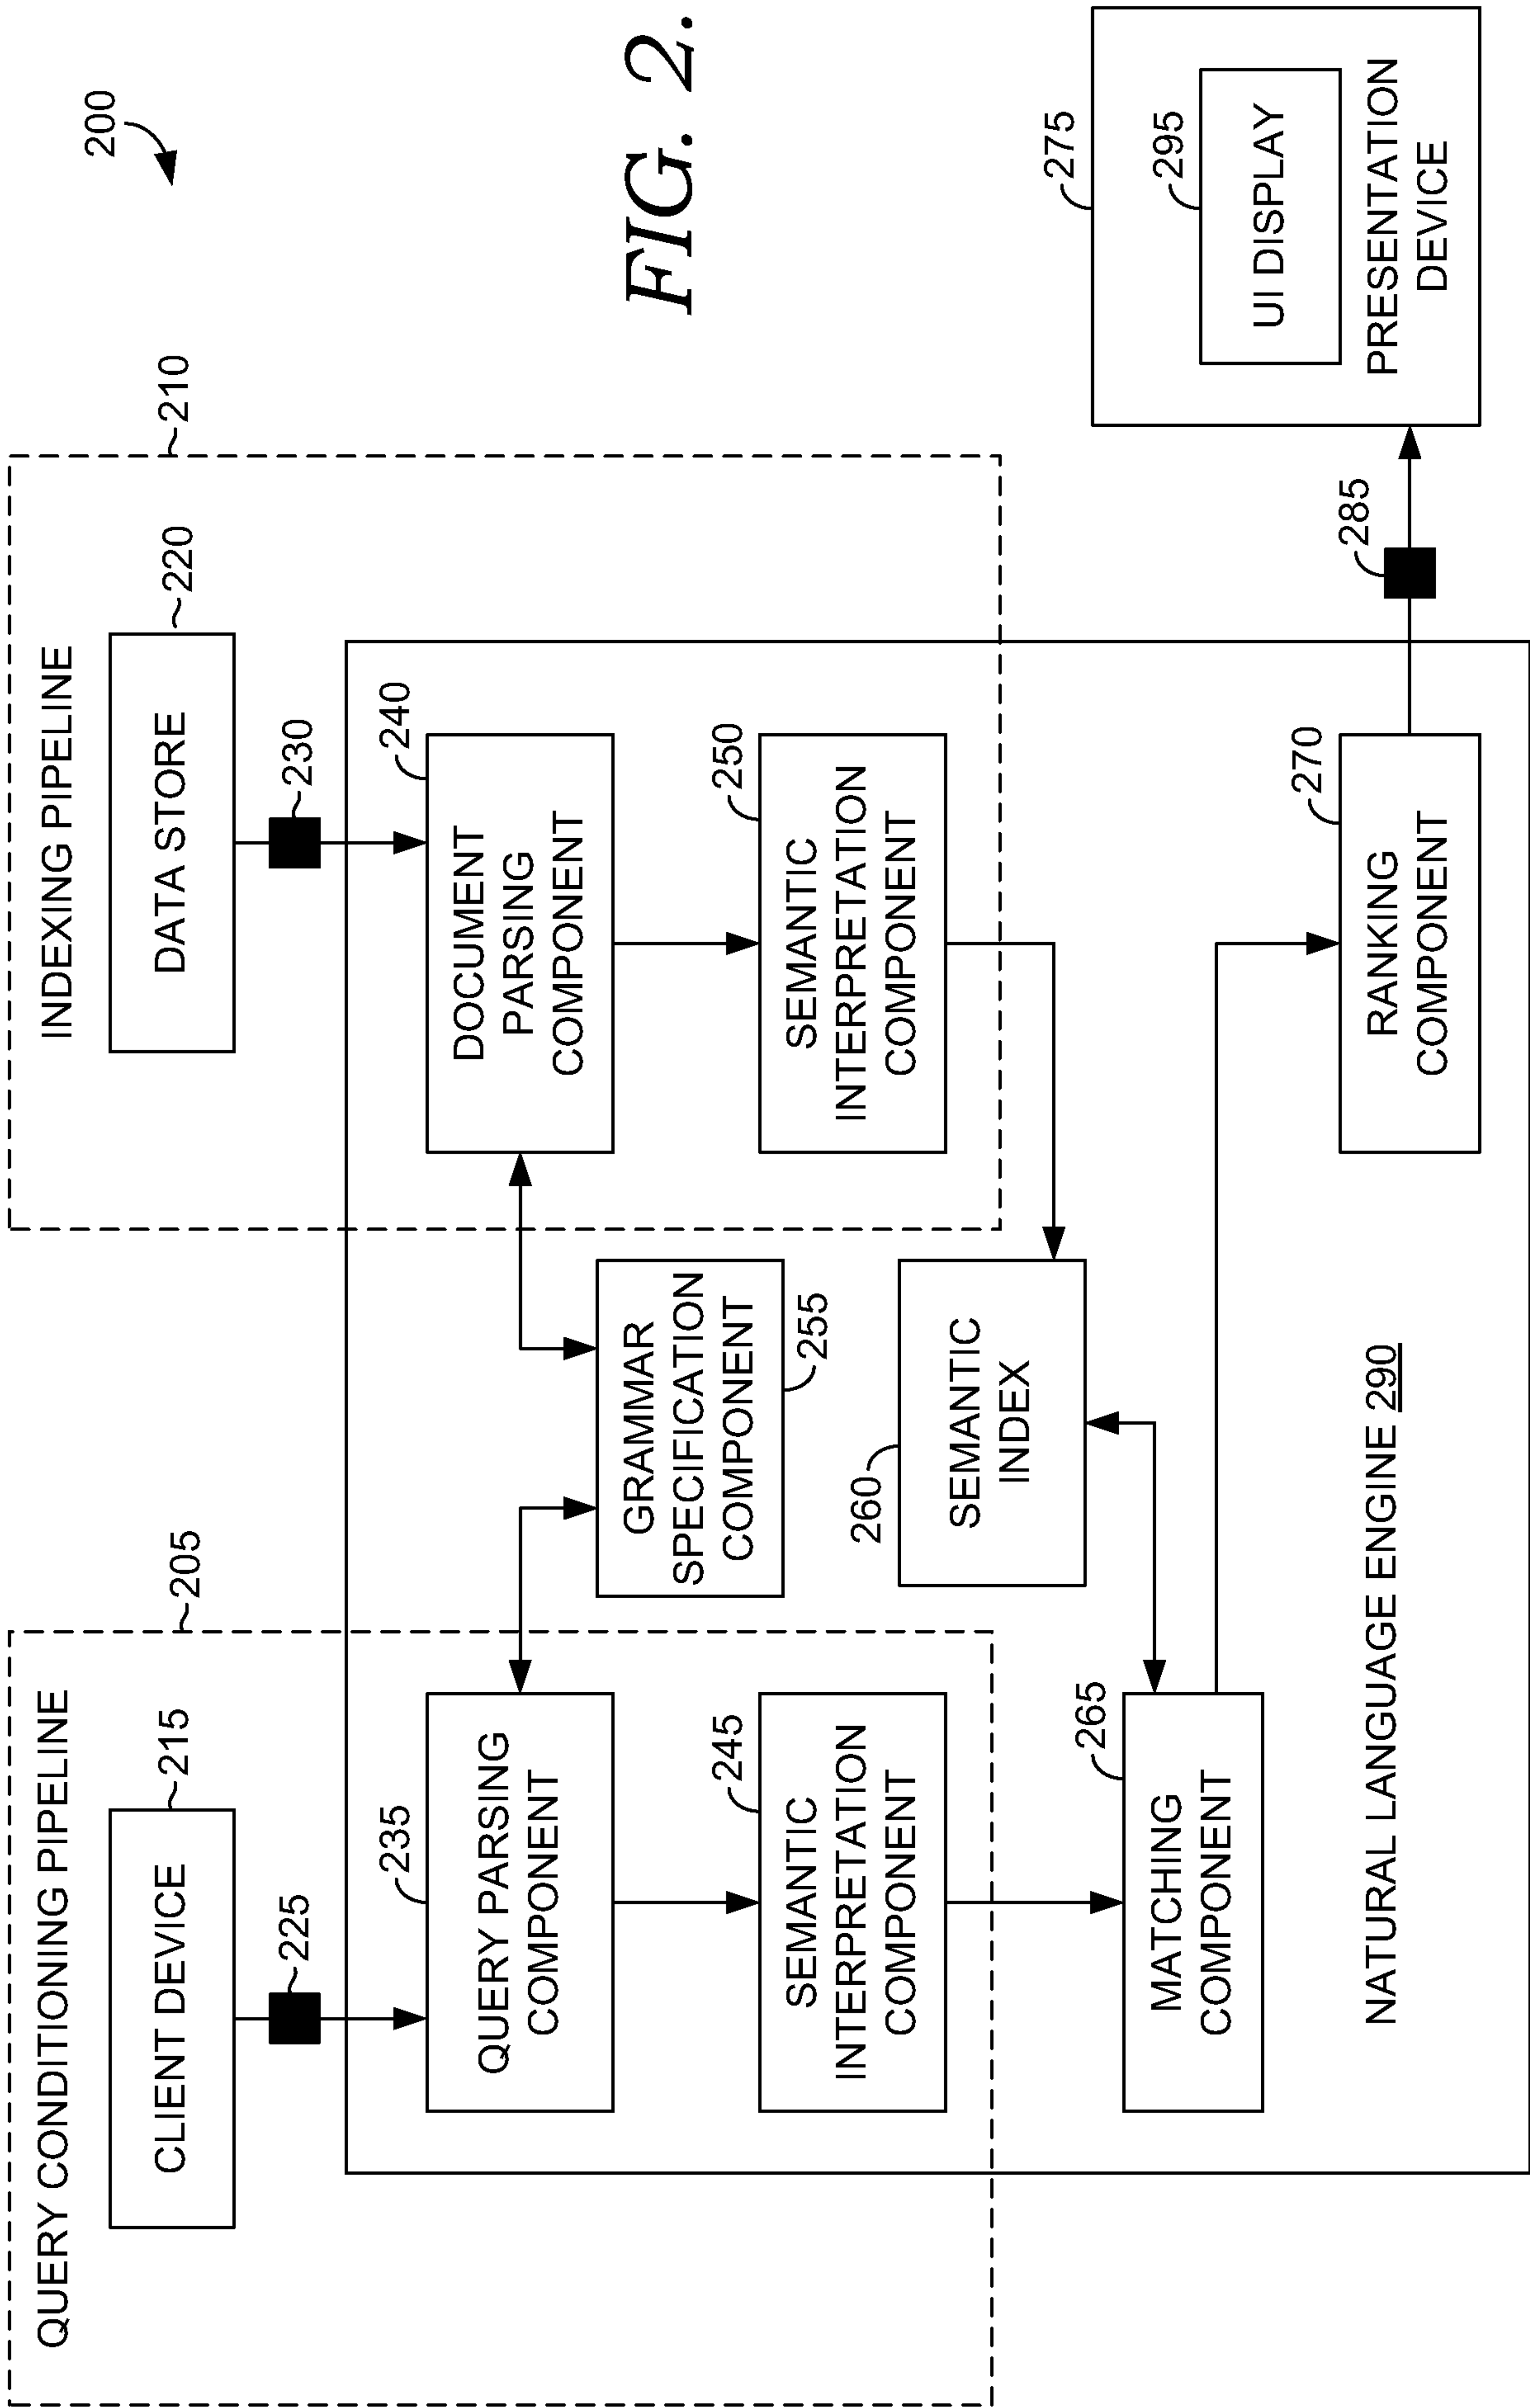 200
FIG. 2.
QUERY CONDITIONING PIPELINE
205
CLIENT DEVICE
215
225
INDEXING PIPELINE
210
DATA STORE
220
230
235
QUERY PARSING
COMPONENT
240
DOCUMENT
PARSING
COMPONENT
GRAMMAR
SPECIFICATION
COMPONENT
255
245
SEMANTIC
INTERPRETATION
COMPONENT
250
SEMANTIC
INTERPRETATION
COMPONENT
260
SEMANTIC
INDEX
265
MATCHING
COMPONENT
270
RANKING
COMPONENT
NATURAL LANGUAGE ENGINE 290
285
275
295
UI DISPLAY
PRESENTATION
DEVICE